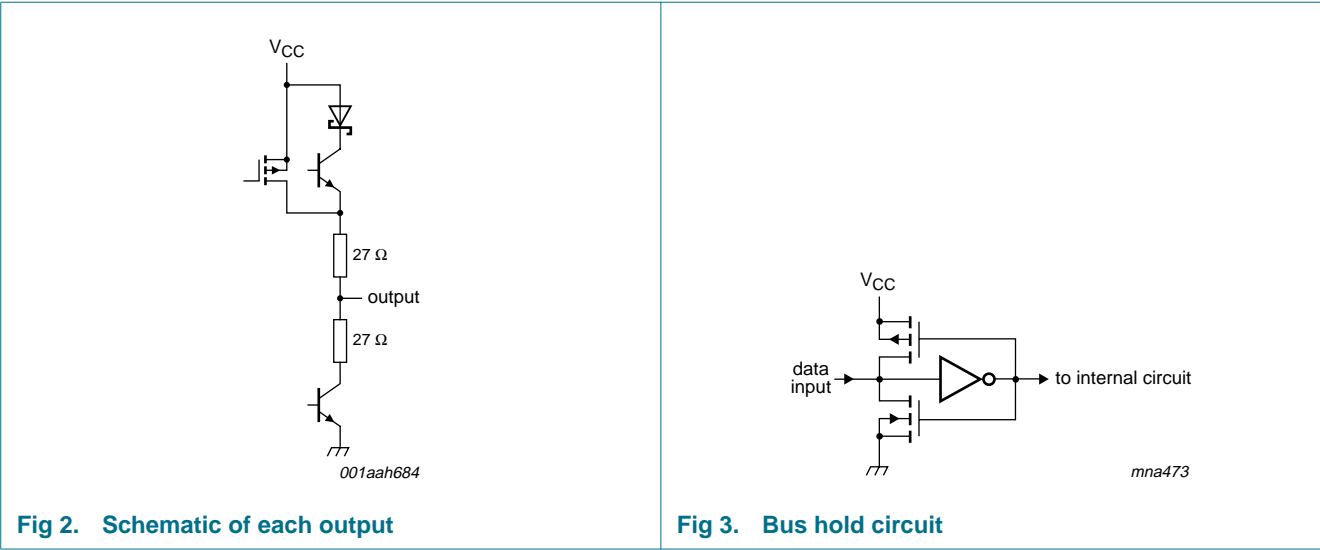 VCC
27 Ω
output
27 Ω
001aah684
Fig 2. Schematic of each output
VCC
data
input
to internal circuit
mna473
Fig 3. Bus hold circuit